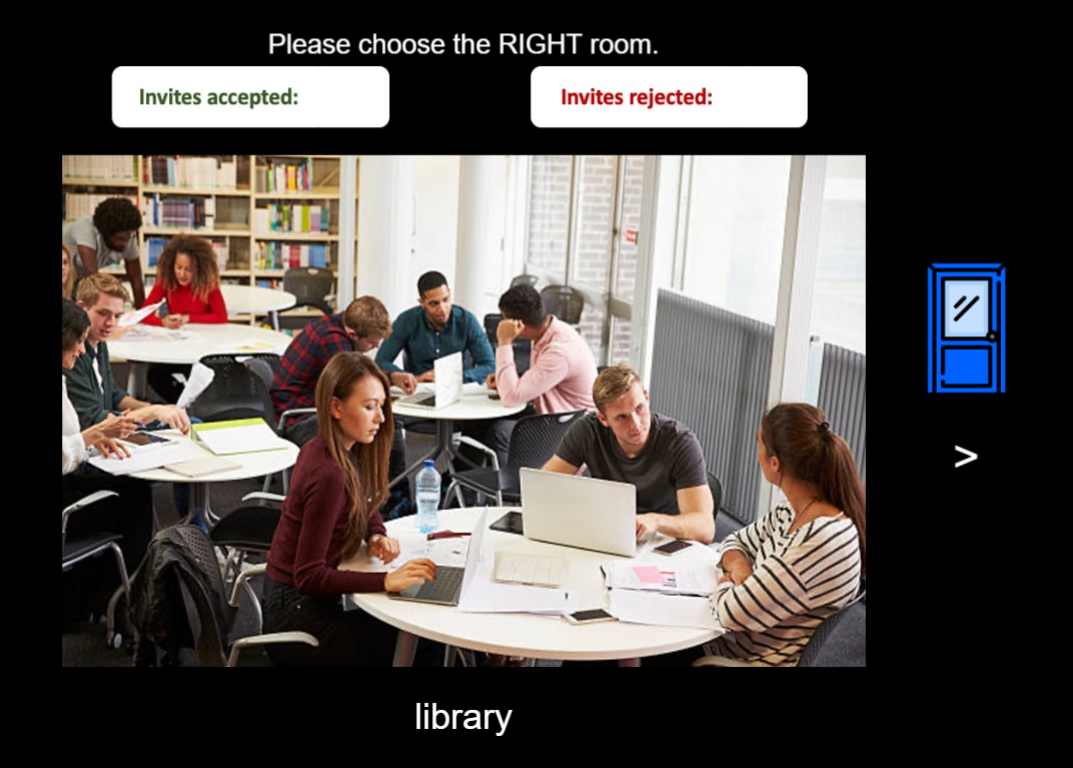 Please choose the RIGHT room.
Invites accepted:
Invites rejected:
>
library